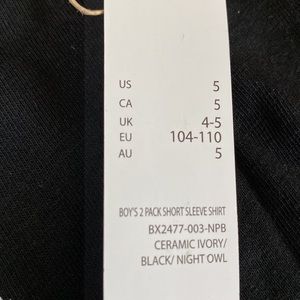 US 5
CA 5
UK 4-5
EU 104-110
AU 5
BOY'S 2 PACK SHORT SLEEVE SHIRT
BX2477-003-NPB
CERAMIC IVORY/
BLACK/ NIGHT OWL